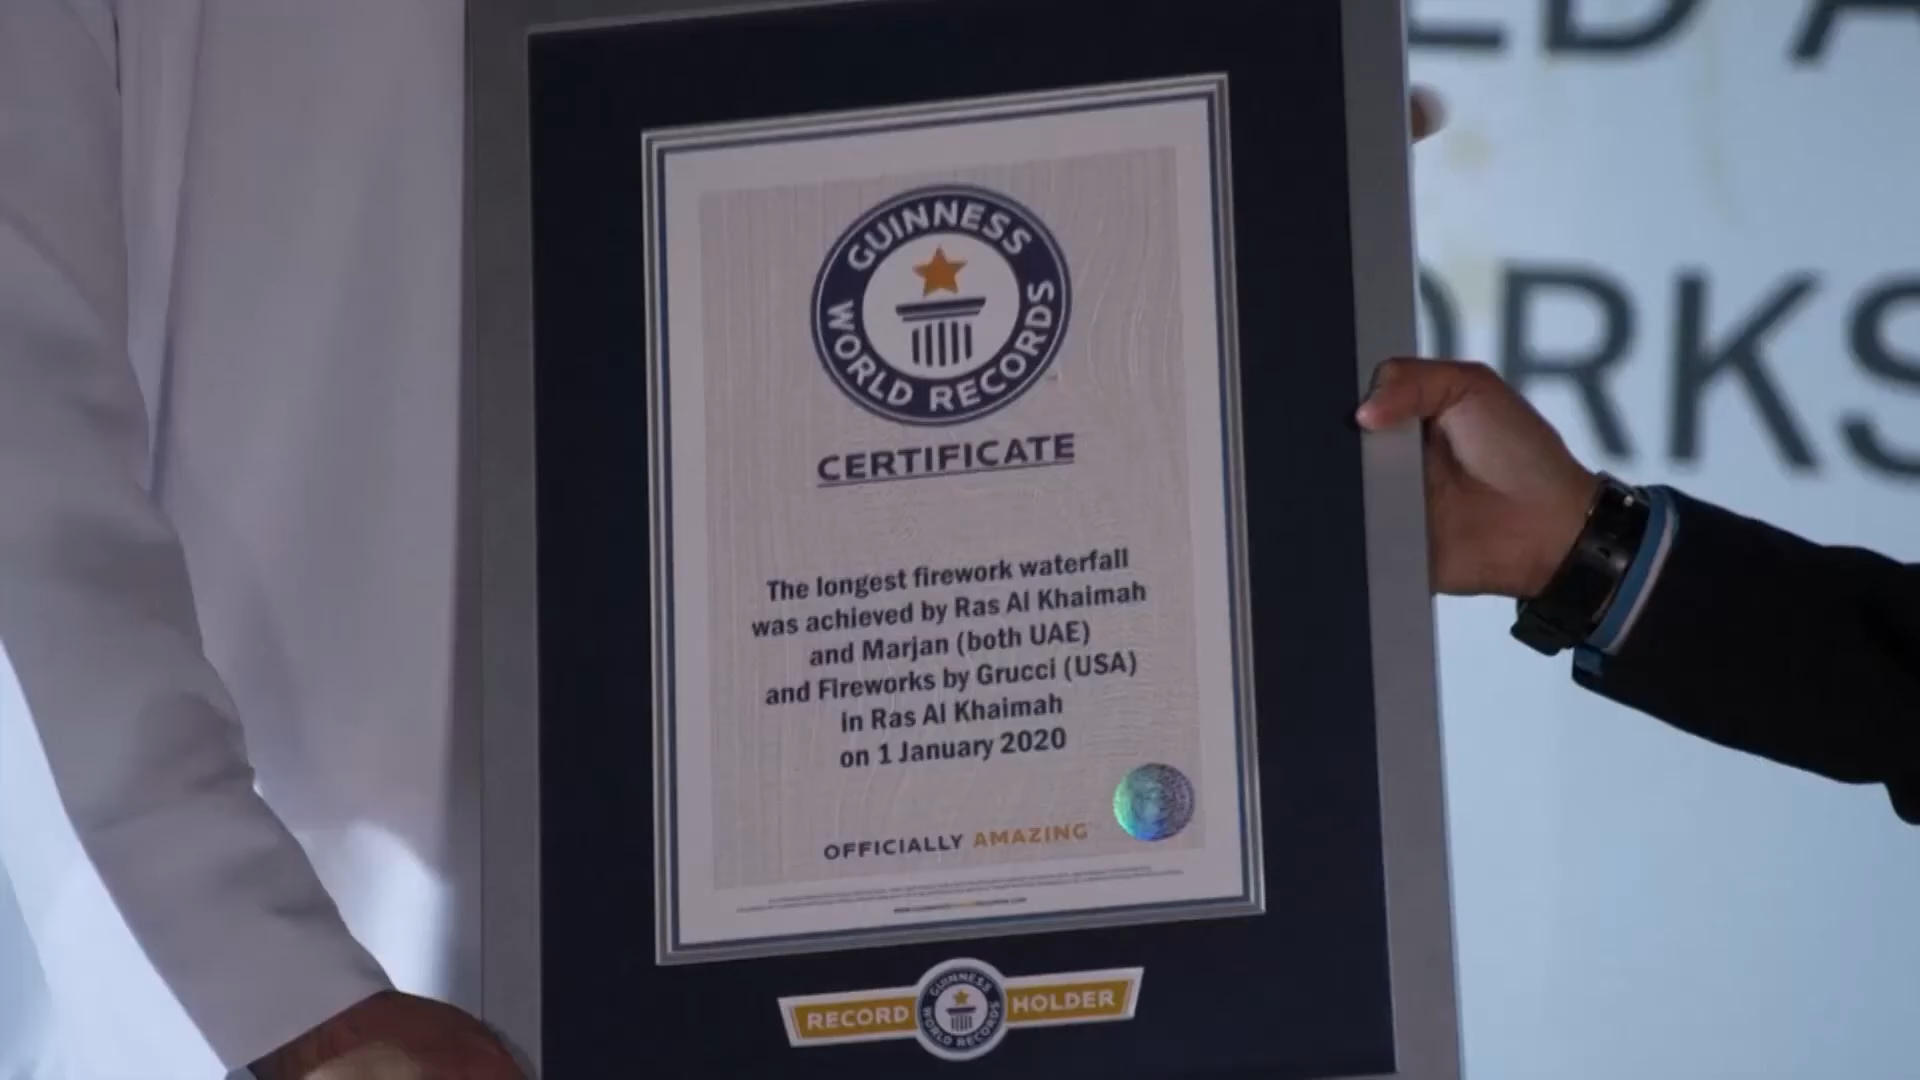 ED A
ORKS
GUINNESS
WORLD RECORDS
CERTIFICATE
The longest firework waterfall
was achieved by Ras Al Khaimah
and Marjan (both UAE)
and Fireworks by Grucci (USA)
in Ras Al Khaimah
on 1 January 2020
OFFICIALLY AMAZING
RECORD HOLDER
GUINNESS
WORLD RECORDS